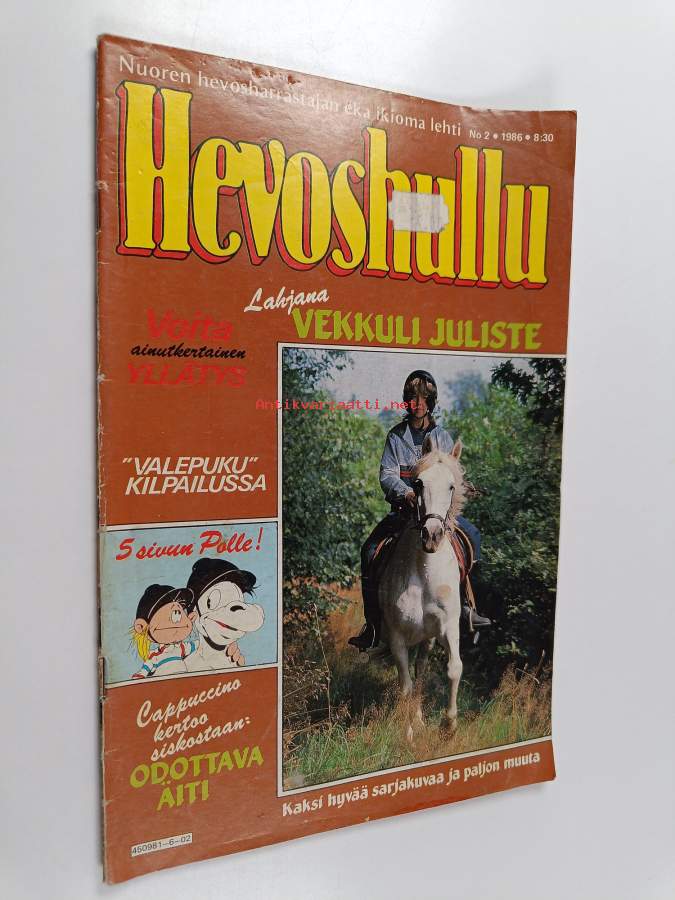 Nuoren hevosharrastajan eka ikioma lehti No 2 • 1986 • 8:30
Hevoshullu
Lahjana
VEKKULI JULISTE
Voita
ainutkertainen
YLLÄTYS
Antikvariaatti.net
"VALEPUKU"
KILPAILUSSA
5 sivun Polle!
Cappuccino
kertoo
siskostaan:
ODOTTAVA
ÄITI
Kaksi hyvää sarjakuvaa ja paljon muuta
450981-6-02